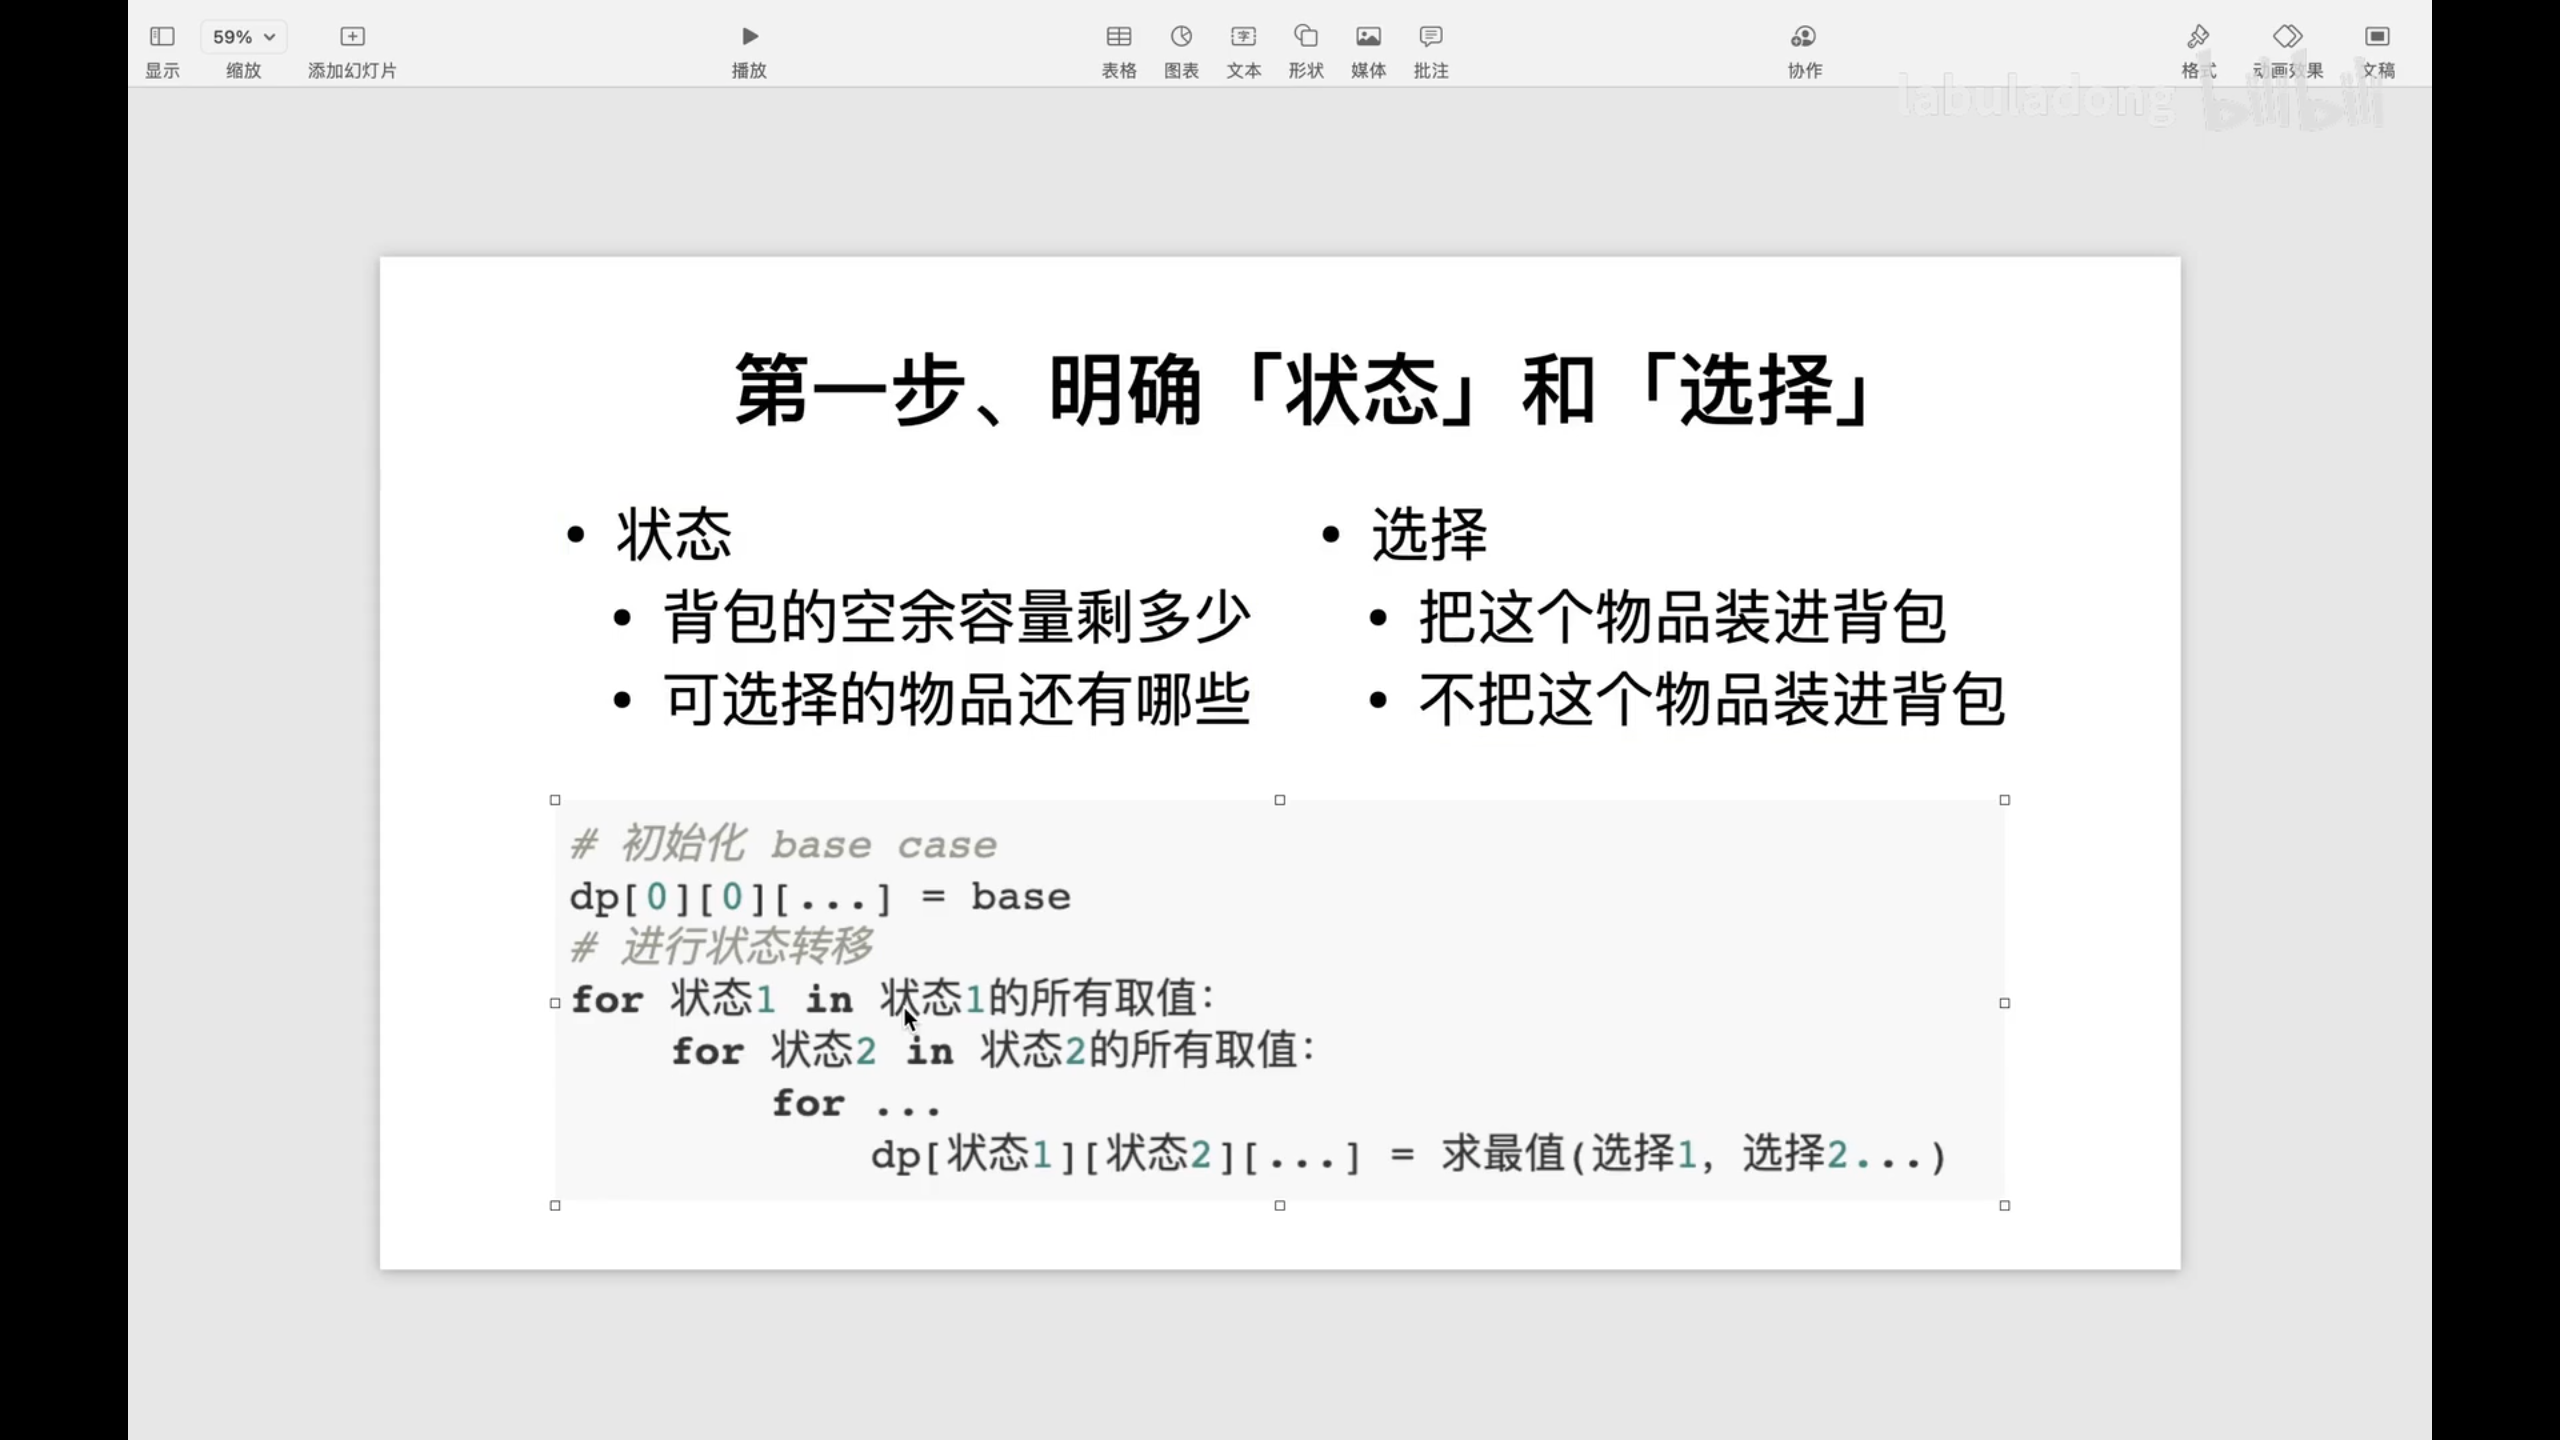 59%
显示
缩放
添加幻灯片
播放
表格
图表
文本
形状
媒体
批注
协作
格式
动画效果
文稿
labuladong bilibili
第一步、明确「状态」和「选择」
• 状态
• 背包的空余容量剩多少
• 可选择的物品还有哪些
• 选择
• 把这个物品装进背包
• 不把这个物品装进背包
# 初始化 base case
dp[0][0][...] = base
# 进行状态转移
for 状态1 in 状态1的所有取值:
for 状态2 in 状态2的所有取值:
for ...
dp[状态1][状态2][...] = 求最值(选择1, 选择2...)